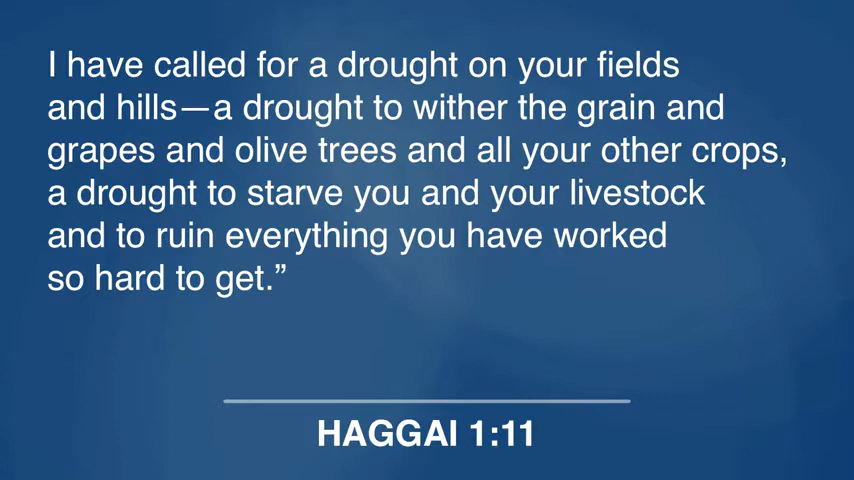 I have called for a drought on your fields
and hills—a drought to wither the grain and
grapes and olive trees and all your other crops,
a drought to starve you and your livestock
and to ruin everything you have worked
so hard to get.”
HAGGAI 1:11